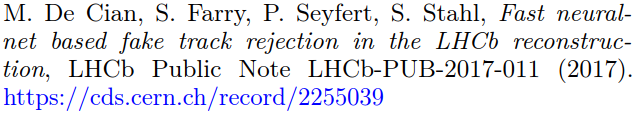 M. De Cian, S. Farry, P. Seyfert, S. Stahl, Fast neural-
net based fake track rejection in the LHCb reconstruc-
tion, LHCb Public Note LHCb-PUB-2017-011 (2017).
https://cds.cern.ch/record/2255039